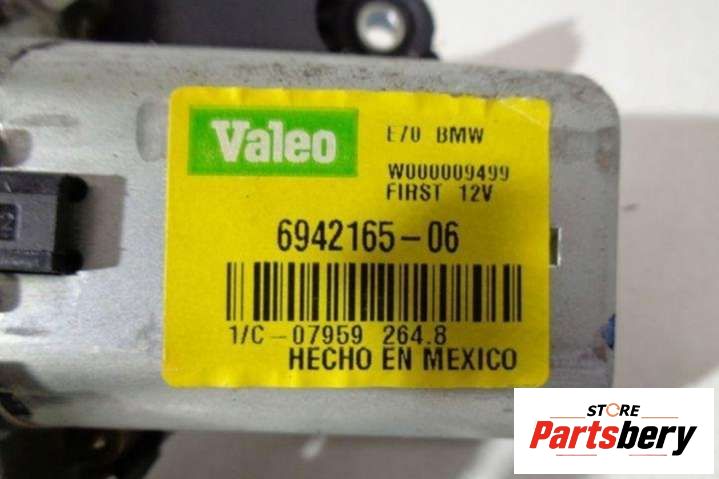 Valeo
E70 BMW
W000009499
FIRST 12V
6942165-06
1/C-07959 264.8
HECHO EN MEXICO
STORE
Partsbery